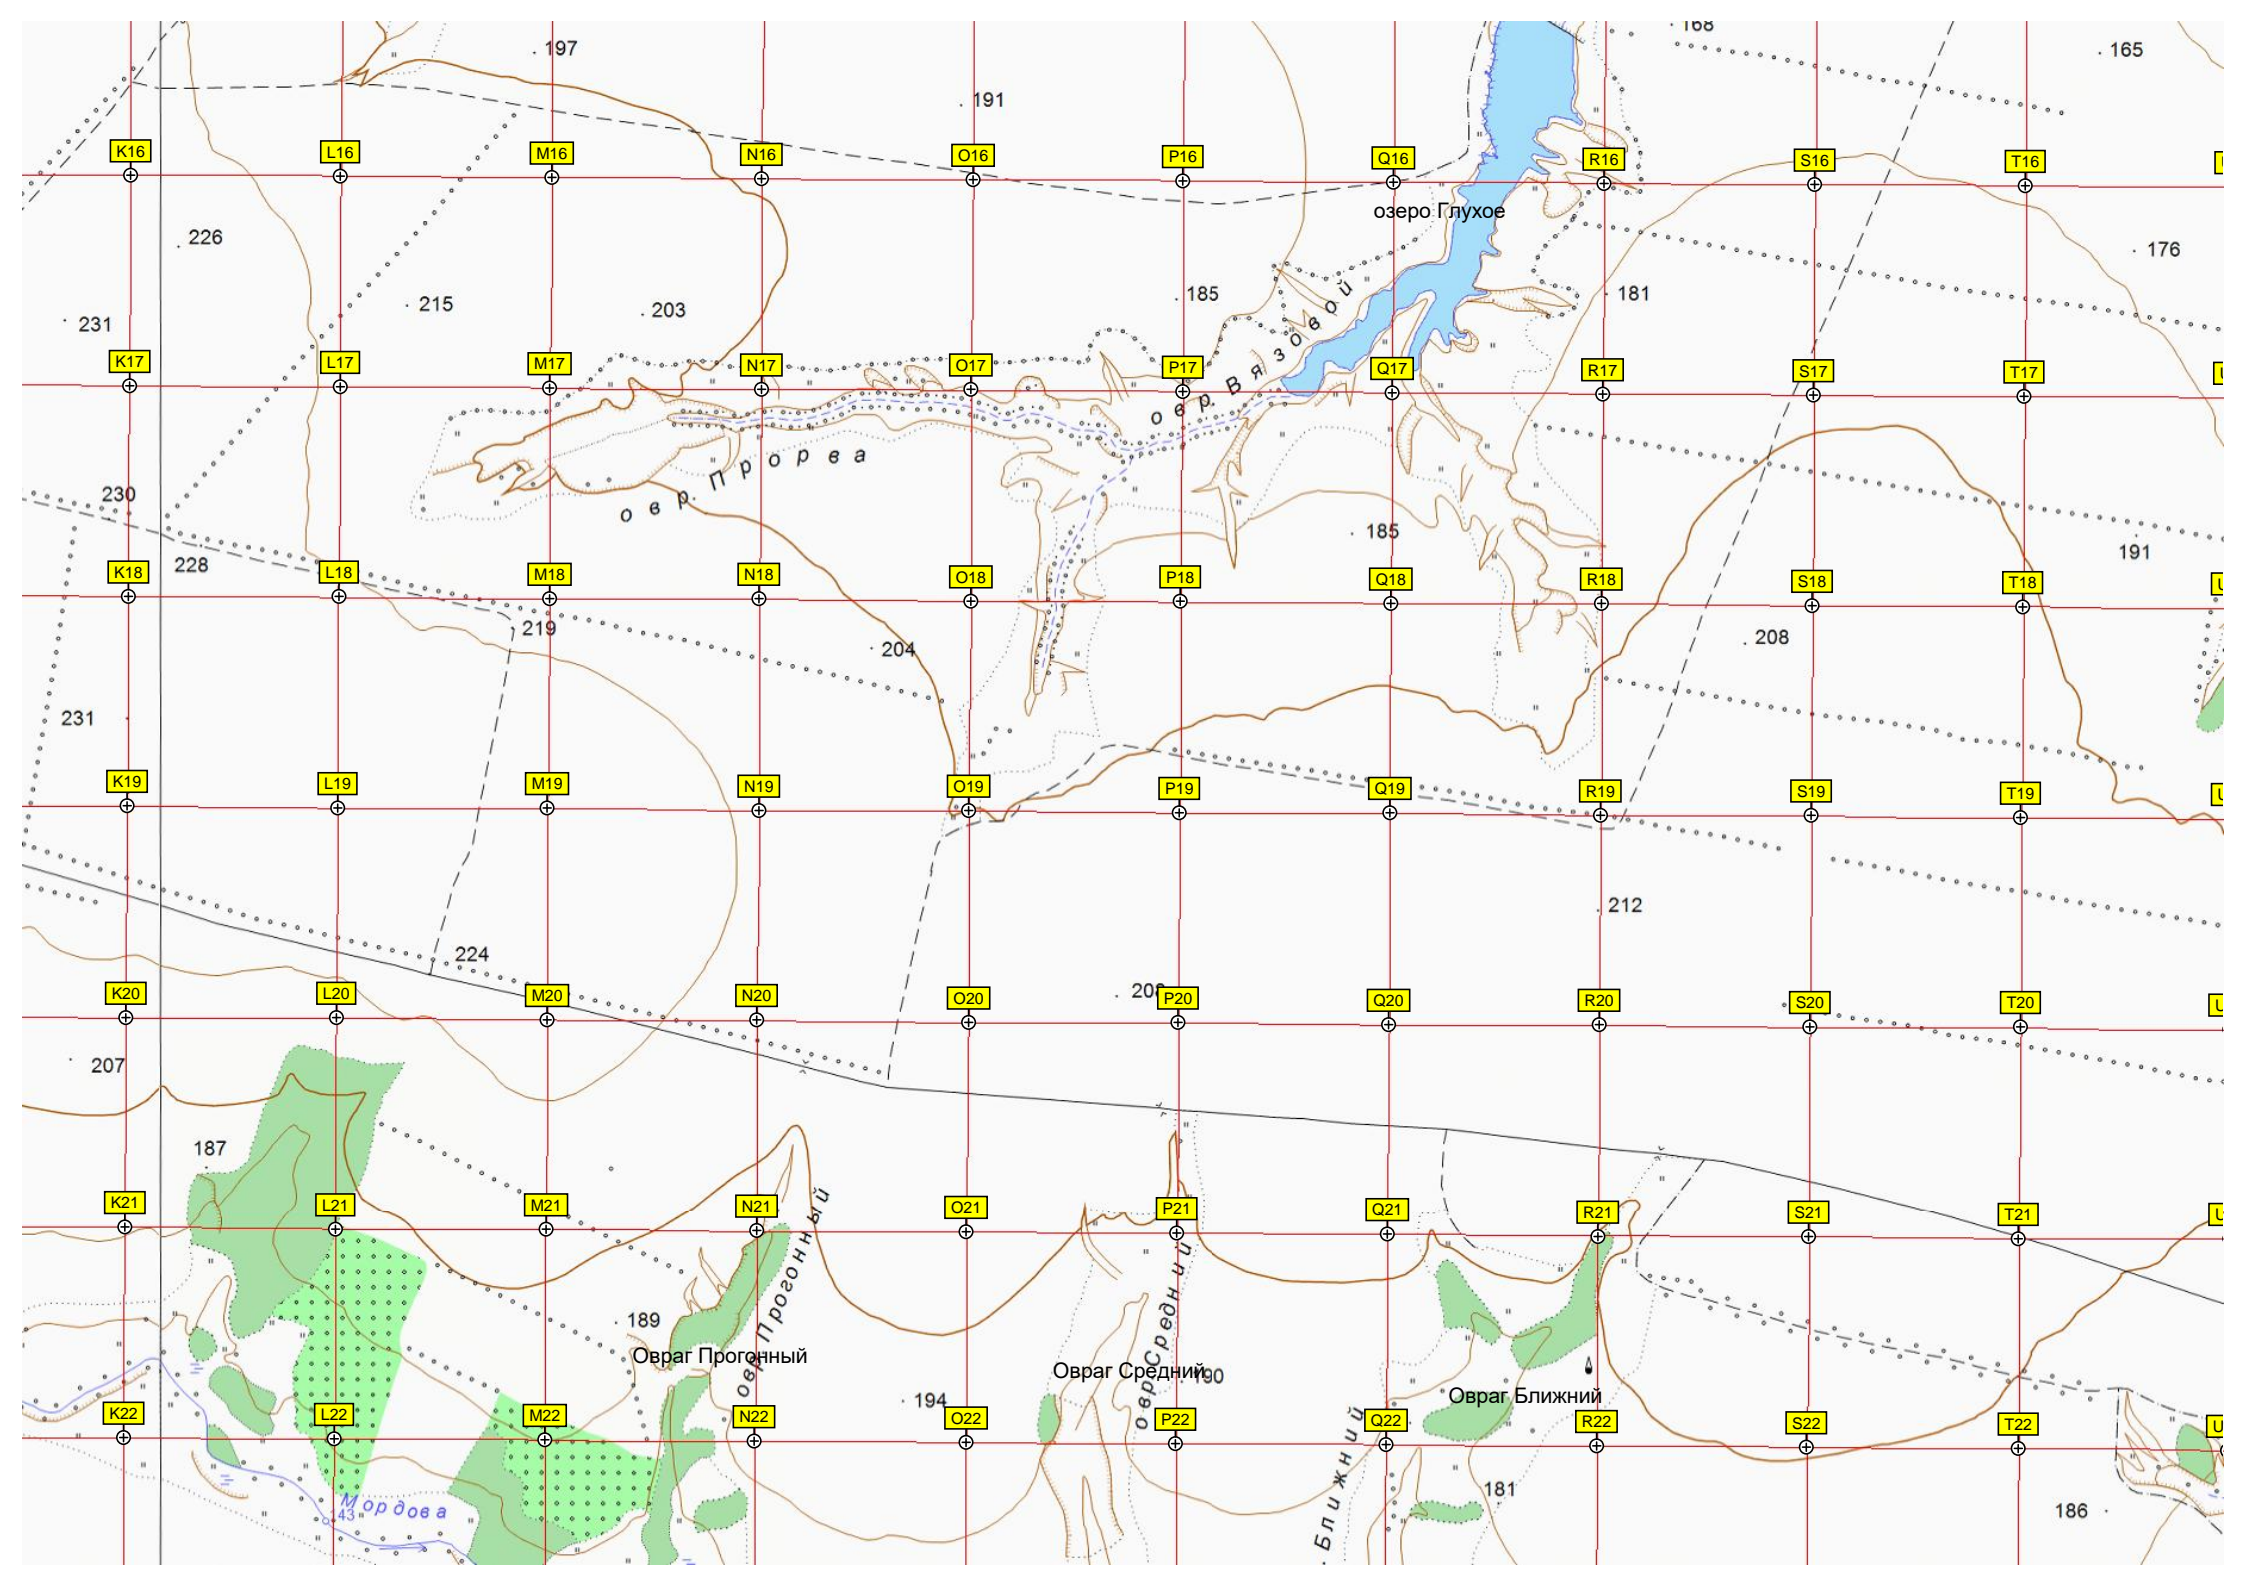 168
197
165
191
K16 L16 M16 N16 O16 P16 Q16 R16 S16 T16
озеро Глухое
226
176
231
215
203
185
181
овр. Вязовой
K17 L17 M17 N17 O17 P17 Q17 R17 S17 T17
овр. Прорва
230
228
185
191
K18 L18 M18 N18 O18 P18 Q18 R18 S18 T18 U
219
204
208
231
K19 L19 M19 N19 O19 P19 Q19 R19 S19 T19 U
212
224
K20 L20 M20 N20 O20 P20 Q20 R20 S20 T20 U
207
187
K21 L21 M21 N21 O21 P21 Q21 R21 S21 T21 U
овр. Прогонный
овр. Средний
189
Овраг Прогонный
Овраг Средний
190
Овраг Ближний
194
K22 L22 M22 N22 O22 P22 Q22 R22 S22 T22 U
Ближний
181
Мордова
143
186